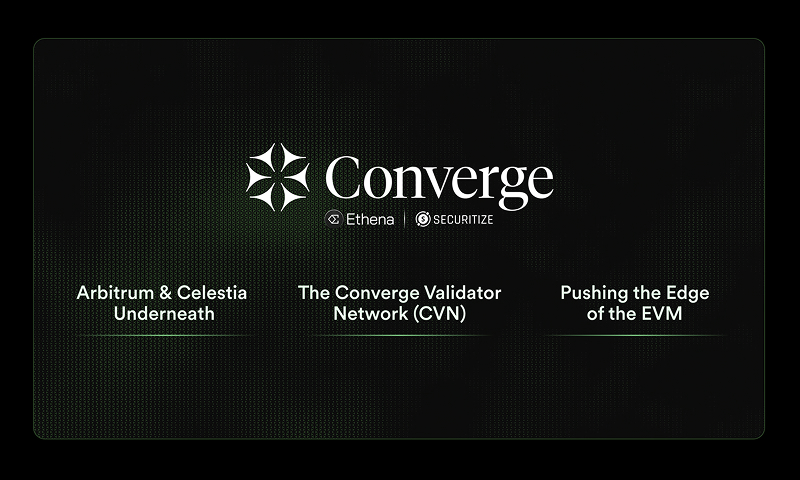 Converge
Ethena | SECURITIZE
Arbitrum & Celestia
Underneath
The Converge Validator
Network (CVN)
Pushing the Edge
of the EVM